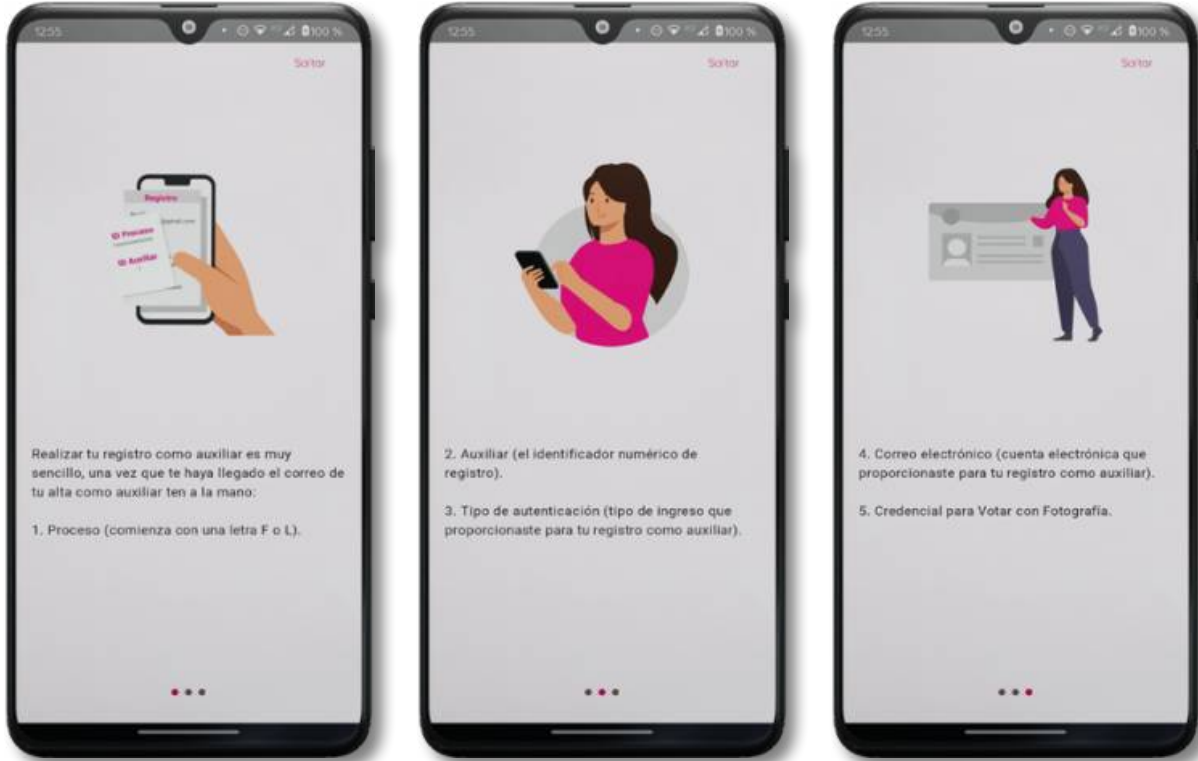 12:55
100 %
Saltar
Registro
ID Proceso
ID Auxiliar
Realizar tu registro como auxiliar es muy
sencillo, una vez que te haya llegado el correo de
tu alta como auxiliar ten a la mano:
1. Proceso (comienza con una letra F o L).
12:55
100 %
Saltar
2. Auxiliar (el identificador numérico de
registro).
3. Tipo de autenticación (tipo de ingreso que
proporcionaste para tu registro como auxiliar).
12:55
100 %
Saltar
4. Correo electrónico (cuenta electrónica que
proporcionaste para tu registro como auxiliar).
5. Credencial para Votar con Fotografía.